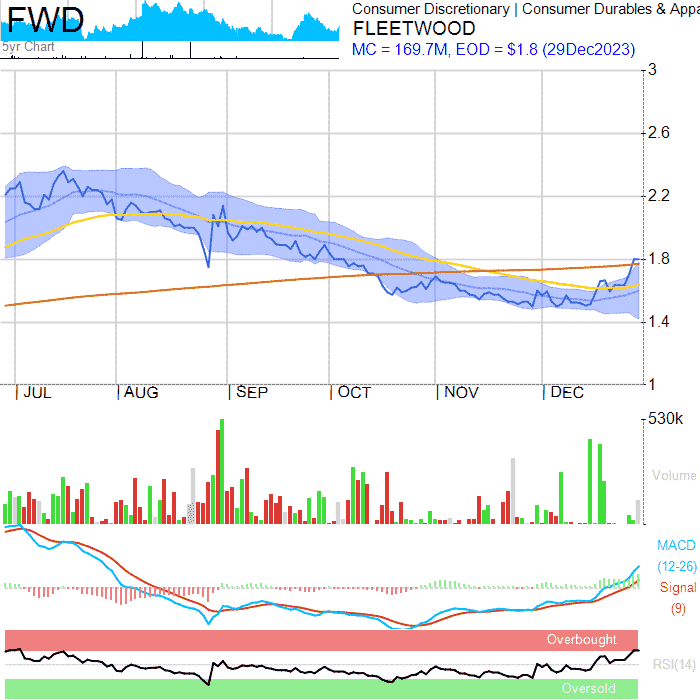 FWD
5yr Chart
Consumer Discretionary | Consumer Durables & Appa
FLEETWOOD
MC = 169.7M, EOD = $1.8 (29Dec2023)
3
2.6
2.2
1.8
1.4
1
JUL AUG SEP OCT NOV DEC
530k
Volume
MACD
(12-26)
Signal
(9)
Overbought
RSI(14)
Oversold